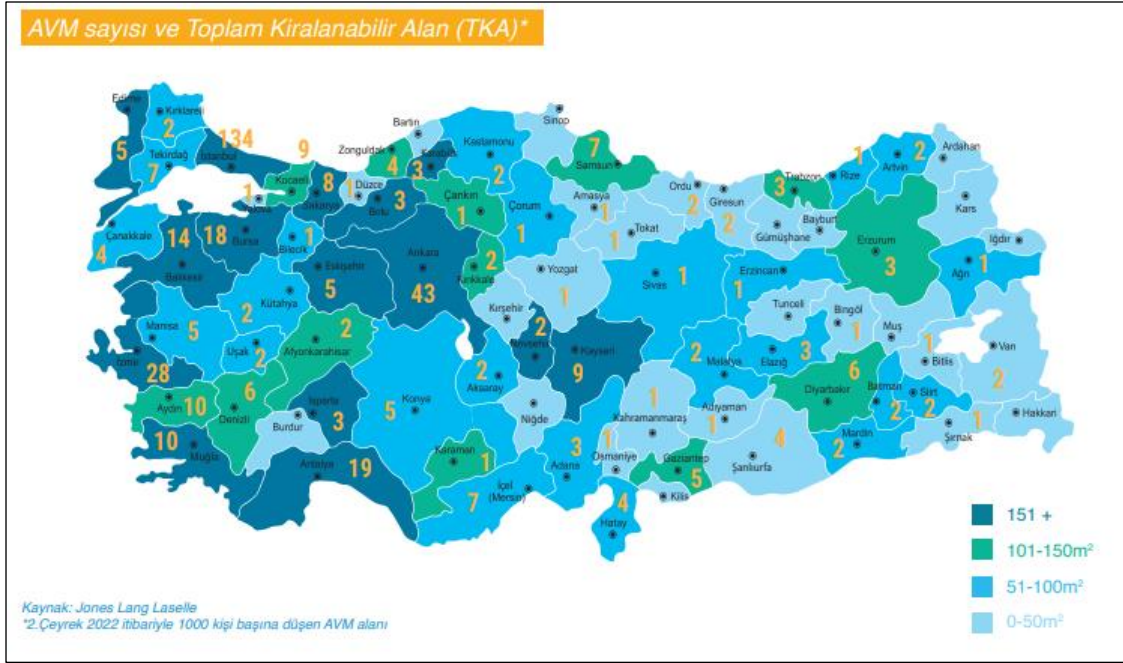 AVM sayısı ve Toplam Kiralanabilir Alan (TKA)*
Edirne
5
Kırklareli
2
Tekirdağ
7
134
İstanbul
9
Kocaeli
1
Yalova
8
Sakarya
1
Düzce
Zonguldak
4
Bartın
Karabük
3
Kastamonu
2
Sinop
7
Samsun
3
Bolu
Çankırı
1
Çorum
1
Amasya
1
Tokat
1
Ordu
2
Giresun
2
Trabzon
3
1
Rize
Artvin
2
Ardahan
Kars
Gümüşhane
Bayburt
Erzurum
3
Iğdır
Ağrı
1
Çanakkale
4
14
Balıkesir
18
Bursa
Bilecik
1
Eskişehir
5
Ankara
43
Kırıkkale
2
Yozgat
1
Sivas
1
Erzincan
1
Tunceli
Bingöl
1
Muş
1
Bitlis
Van
2
Manisa
5
Kütahya
2
Uşak
2
Afyonkarahisar
2
Kırşehir
2
Nevşehir
Kayseri
9
2
Malatya
Elazığ
3
İzmir
28
Aydın
10
Denizli
6
Isparta
3
Burdur
Konya
5
2
Aksaray
Niğde
1
Kahramanmaraş
Adıyaman
1
6
Diyarbakır
Batman
2
Siirt
2
Şırnak
1
Hakkari
10
Muğla
Antalya
19
Karaman
1
İçel
(Mersin)
7
3
Adana
1
Osmaniye
Gaziantep
5
Kilis
4
Şanlıurfa
Mardin
2
4
Hatay
151 +
101-150m²
51-100m²
0-50m²
Kaynak: Jones Lang Laselle
*2.Çeyrek 2022 itibariyle 1000 kişi başına düşen AVM alanı